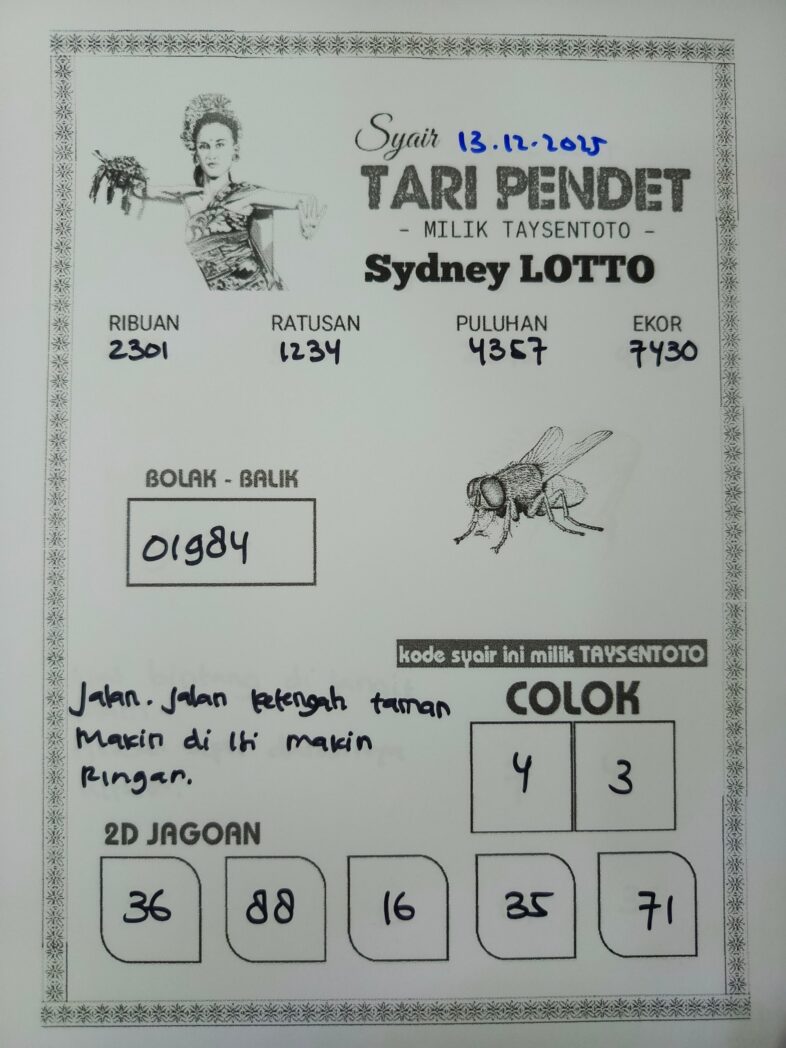 Syair 13.12.2025
TARI PENDET
- MILIK TAYSENTOTO -
Sydney LOTTO
RIBUAN RATUSAN PULUHAN EKOR
2301 1234 4357 7430
BOLAK - BALIK
01984
kode syair ini milik TAYSENTOTO
Jalan. Jalan ketengah taman
Makin di Isi makin
Ringan.
COLOK
4 3
2D JAGOAN
36 88 16 35 71